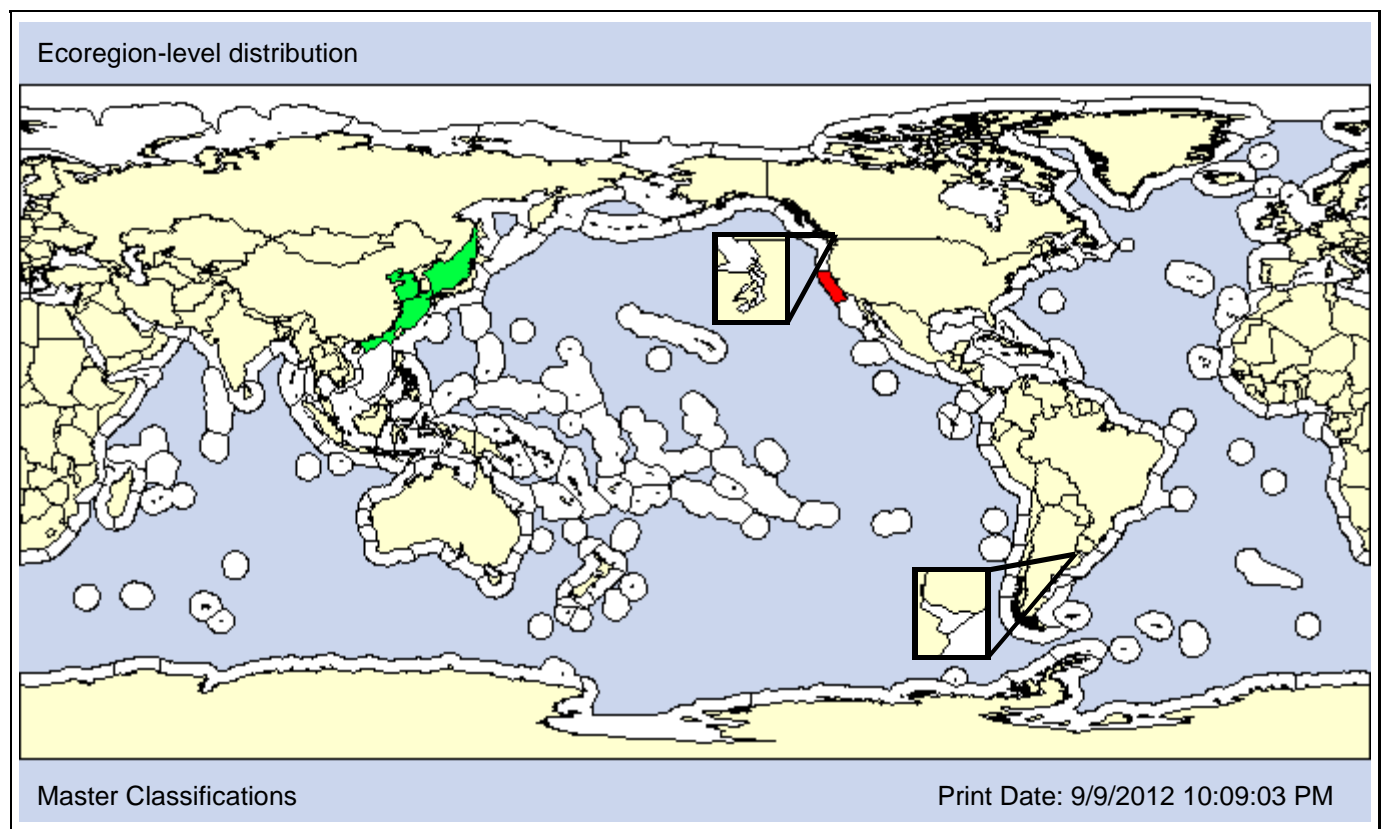 Ecoregion-level distribution
Master Classifications
Print Date: 9/9/2012 10:09:03 PM